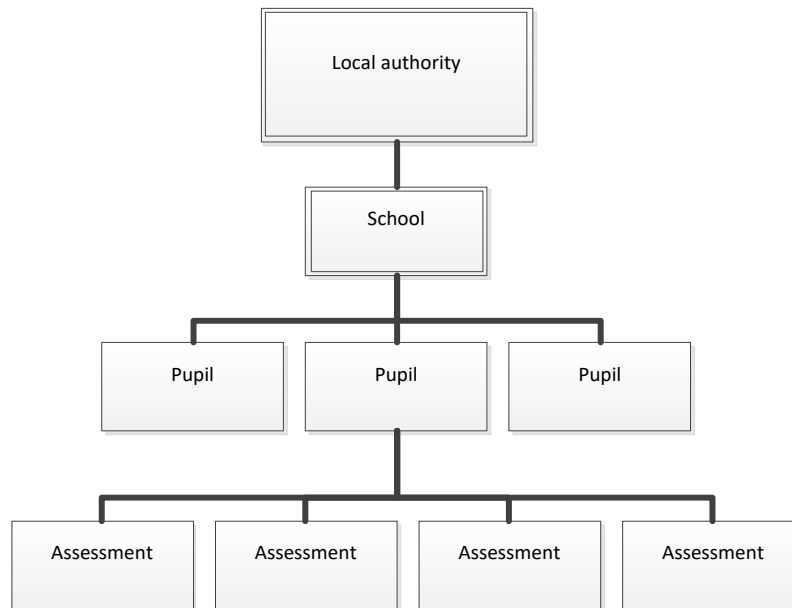 Local authority
School
Pupil
Pupil
Pupil
Assessment
Assessment
Assessment
Assessment